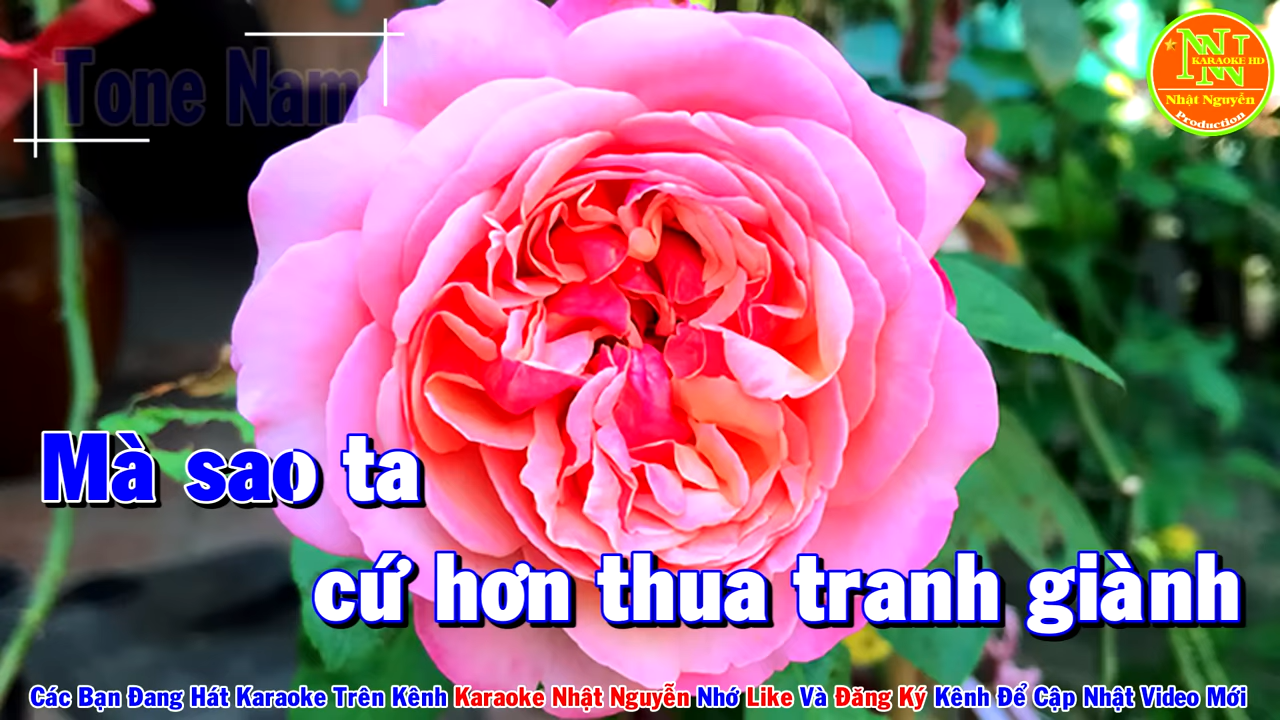 Tone Nam
NN
KARAOKE HD
Nhật Nguyễn
Production
Mà sao ta
cứ hơn thua tranh giành
Các Bạn Đang Hát Karaoke Trên Kênh Karaoke Nhật Nguyễn Nhớ Like Và Đăng Ký Kênh Để Cập Nhật Video Mới